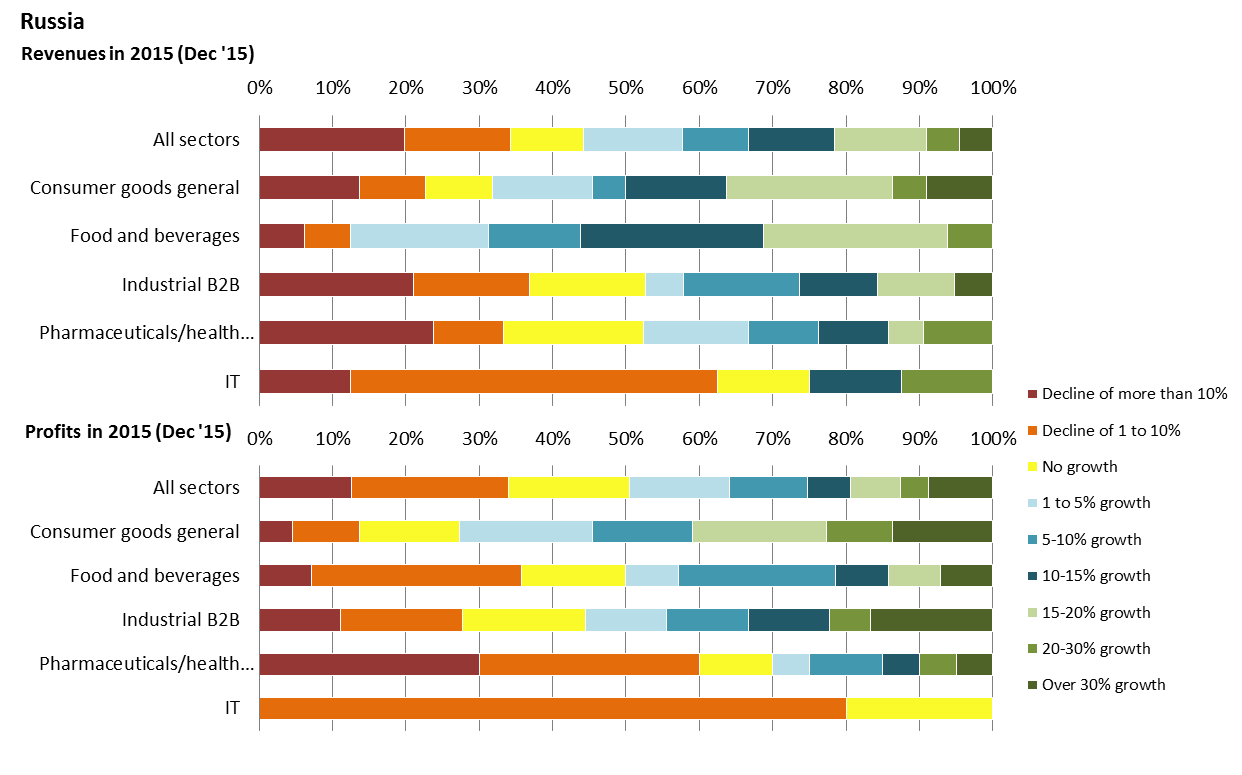 Russia
Revenues in 2015 (Dec '15)
0% 10% 20% 30% 40% 50% 60% 70% 80% 90% 100%
All sectors
Consumer goods general
Food and beverages
Industrial B2B
Pharmaceuticals/health...
IT
Profits in 2015 (Dec '15)
0% 10% 20% 30% 40% 50% 60% 70% 80% 90% 100%
All sectors
Consumer goods general
Food and beverages
Industrial B2B
Pharmaceuticals/health...
IT
Decline of more than 10%
Decline of 1 to 10%
No growth
1 to 5% growth
5-10% growth
10-15% growth
15-20% growth
20-30% growth
Over 30% growth